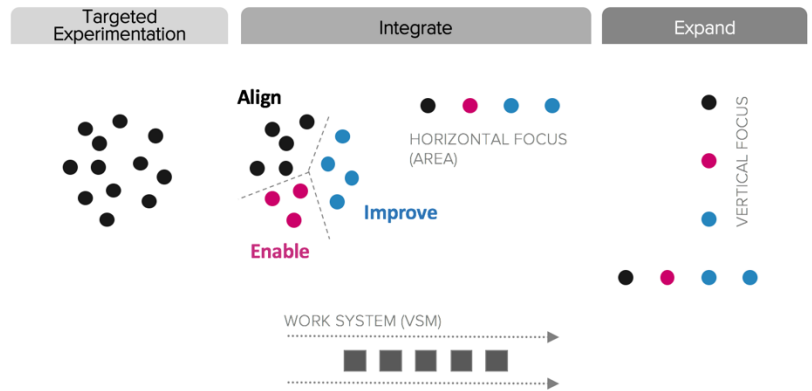 Targeted
Experimentation
Integrate
Expand
Align
HORIZONTAL FOCUS
(AREA)
VERTICAL FOCUS
Improve
Enable
WORK SYSTEM (VSM)